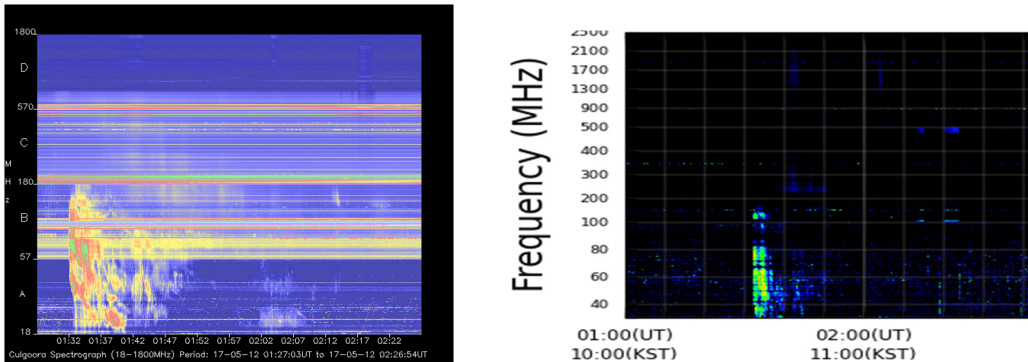 1800
D
570
C
M
H
z
180
B
57
A
18
01:32 01:37 01:42 01:47 01:52 01:57 02:02 02:07 02:12 02:17 02:22
Culgoora Spectrograph (18-1800MHz) Period: 17-05-12 01:27:03UT to 17-05-12 02:26:54UT
Frequency (MHz)
2500
2100
1700
1300
900
500
400
300
200
100
80
60
40
01:00(UT) 02:00(UT)
10:00(KST) 11:00(KST)